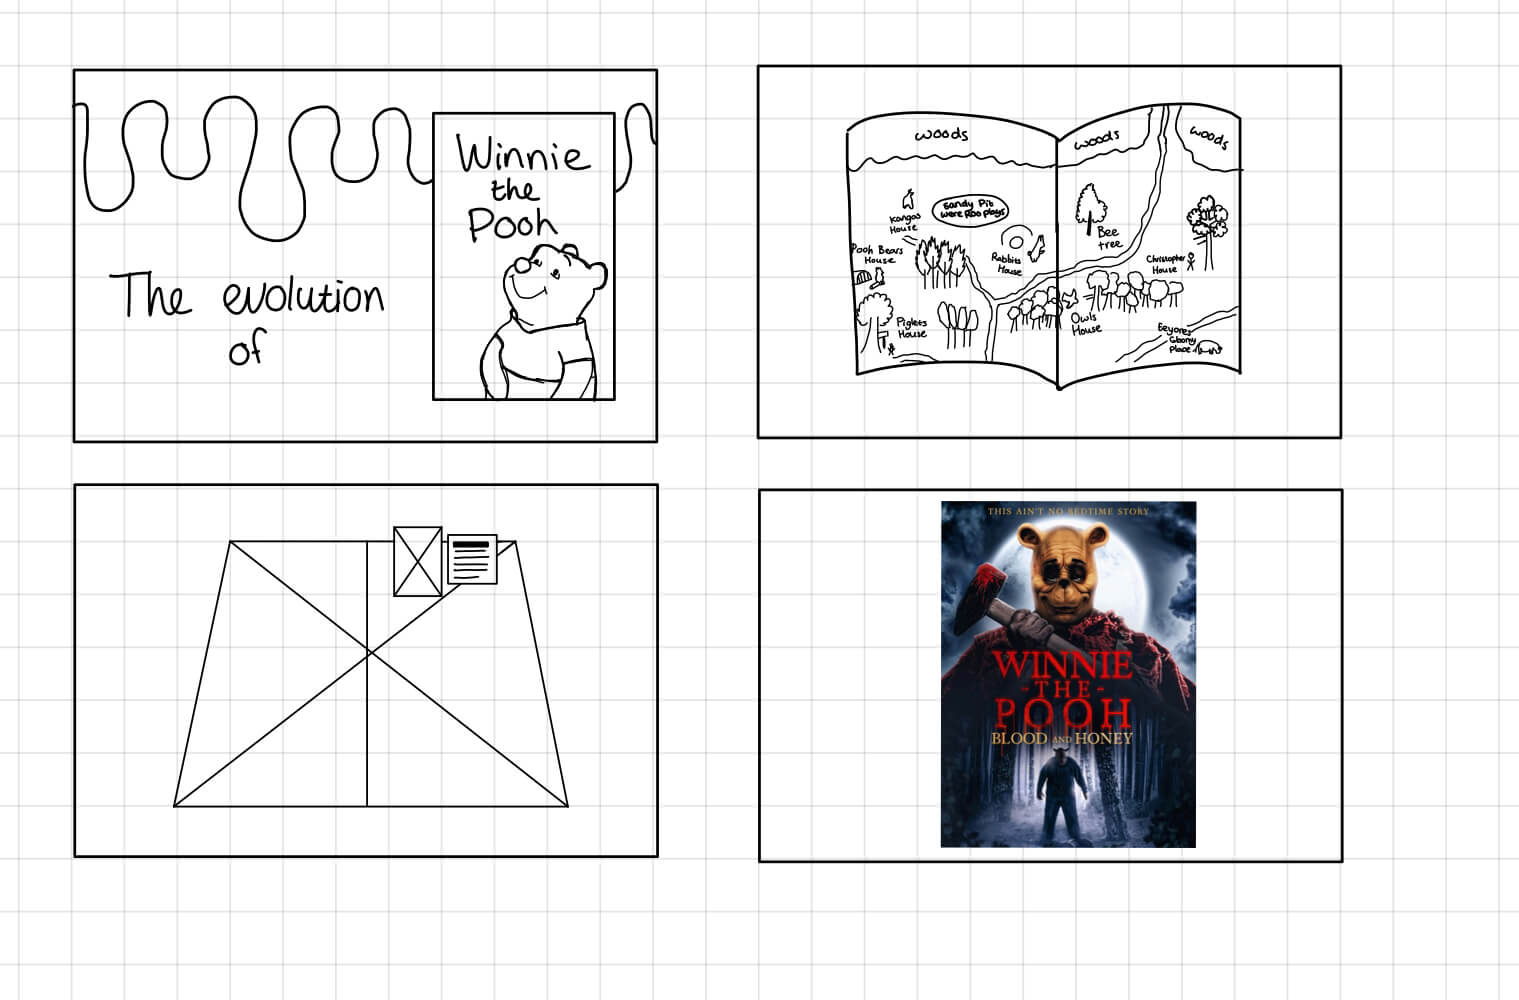 The evolution
of
Winnie
the
Pooh
woods
woods
woods
Sandy Pit
were Roo plays
Kangas
House
Pooh Bears
House
Rabbits
House
Bee
tree
Christopher
House
Piglets
House
Owls
House
Eeyores
Gloomy
Place
THIS AIN'T NO BEDTIME STORY
WINNIE
-THE-
POOH
BLOOD AND HONEY